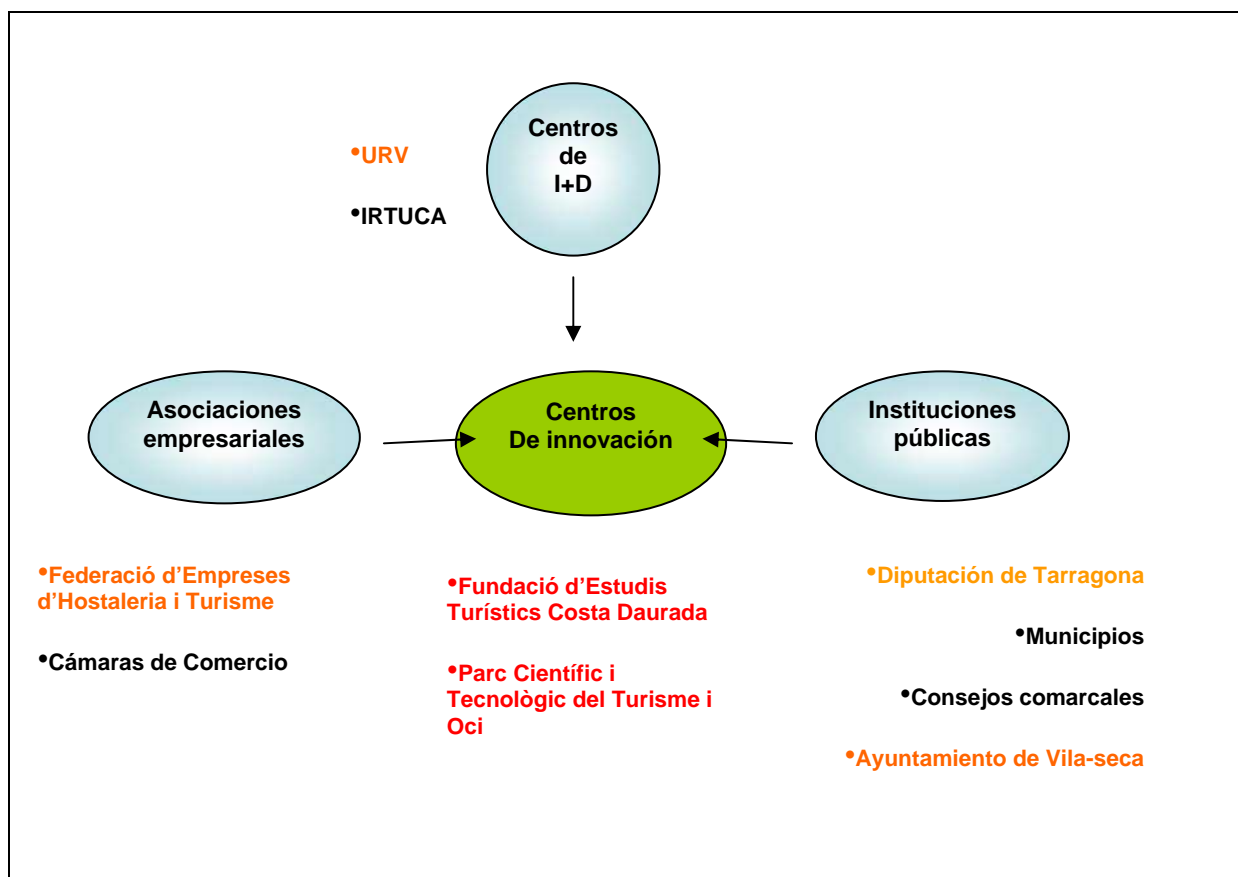 Centros
de
I+D
•URV
•IRTUCA
Asociaciones
empresariales
Centros
De innovación
Instituciones
públicas
•Federació d’Empreses
d’Hostaleria i Turisme
•Cámaras de Comercio
•Fundació d’Estudis
Turístics Costa Daurada
•Parc Científic i
Tecnològic del Turisme i
Oci
•Diputación de Tarragona
•Municipios
•Consejos comarcales
•Ayuntamiento de Vila-seca